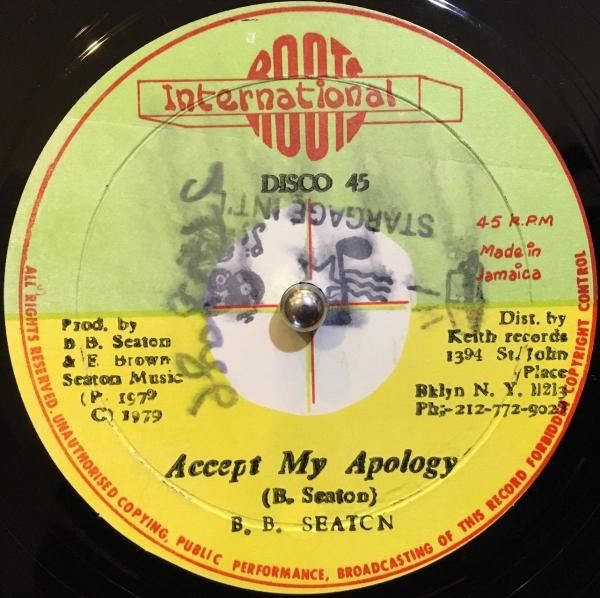 ROOTS
International
ROOTS
DISCO 45
STARGAGE INT'
45 R.P.M
Made in
Jamaica
Prod. by
B B. Seaton
& E. Brown
Seaton Music
(P. 1979
C) 1979
Dist. by
Keith records
1394 St/John
Place
Bklyn N. Y. 11213
Ph;-212-772-902
Accept My Apology
(B. Seaton)
B. B. SEATON
ALL RIGHTS RESERVED. UNAUTHORISED COPYING, PUBLIC PERFORMANCE, BROADCASTING OF THIS RECORD FORBIDDEN COPYRIGHT CONTROL